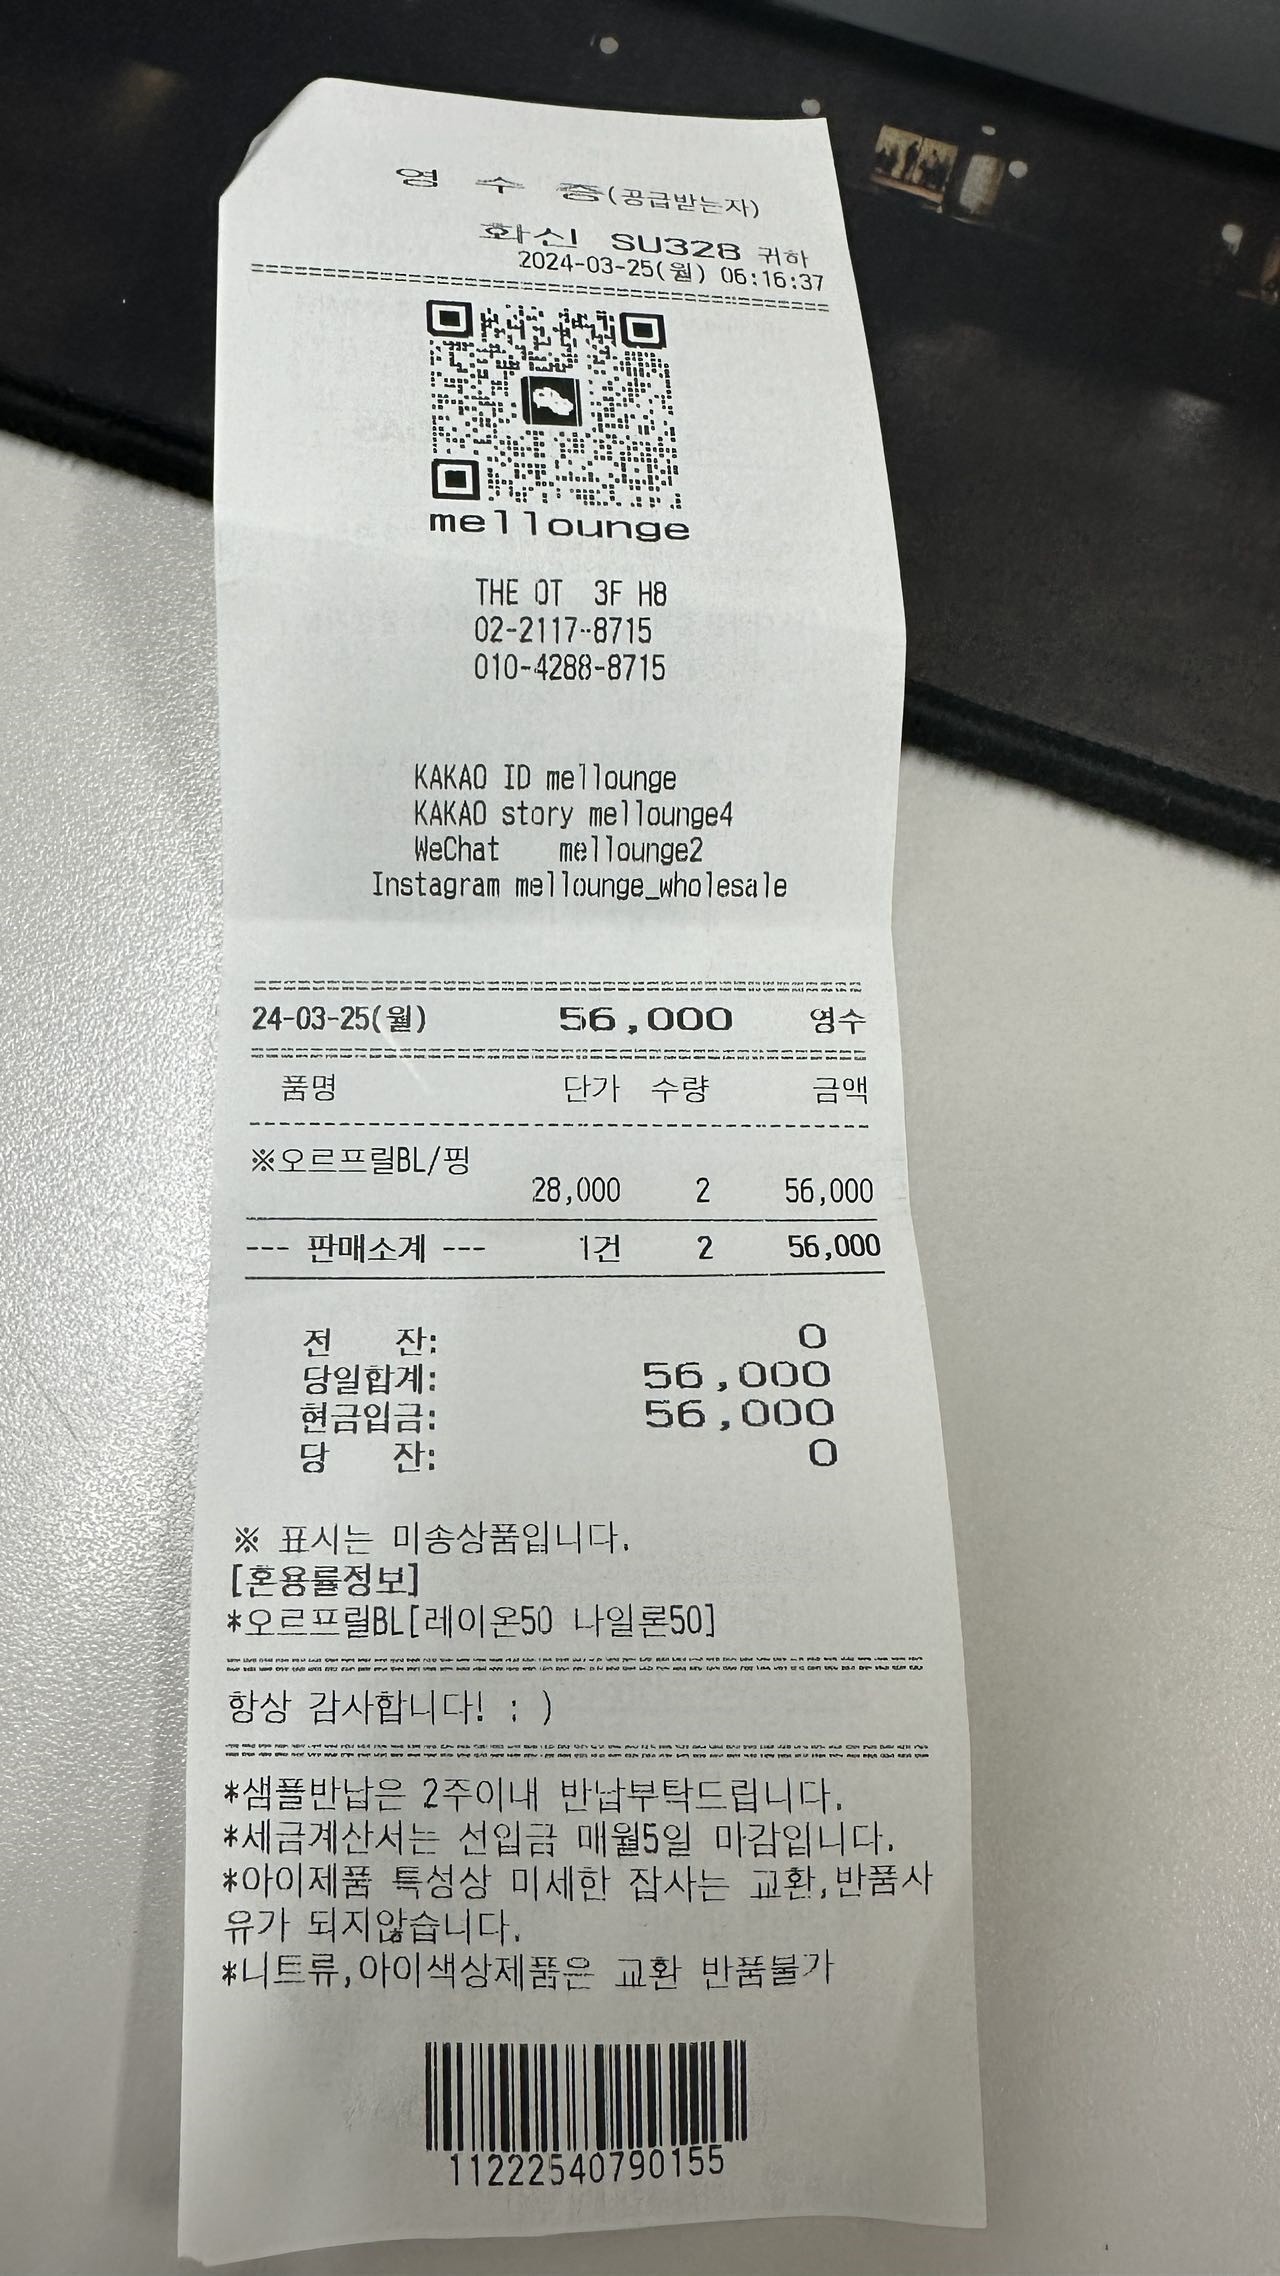 영 수 증(공급받는자)
화신 SU328 귀하
2024-03-25(월) 06:16:37
mellounge
THE OT 3F H8
02-2117-8715
010-4288-8715
KAKAO ID mellounge
KAKAO story mellounge4
WeChat mellounge2
Instagram mellounge_wholesale
24-03-25(월) 56,000 영수
품명 단가 수량 금액
※오르프릴BL/핑
28,000 2 56,000
--- 판매소계 --- 1건 2 56,000
전 잔: 0
당일합계: 56,000
현금입금: 56,000
당 잔: 0
※ 표시는 미송상품입니다.
[혼용률정보]
*오르프릴BL[레이온50 나일론50]
항상 감사합니다! : )
*샘플반납은 2주이내 반납부탁드립니다.
*세금계산서는 선입금 매월5일 마감입니다.
*아이제품 특성상 미세한 잡사는 교환,반품사
유가 되지않습니다.
*니트류,아이색상제품은 교환 반품불가
11222540790155